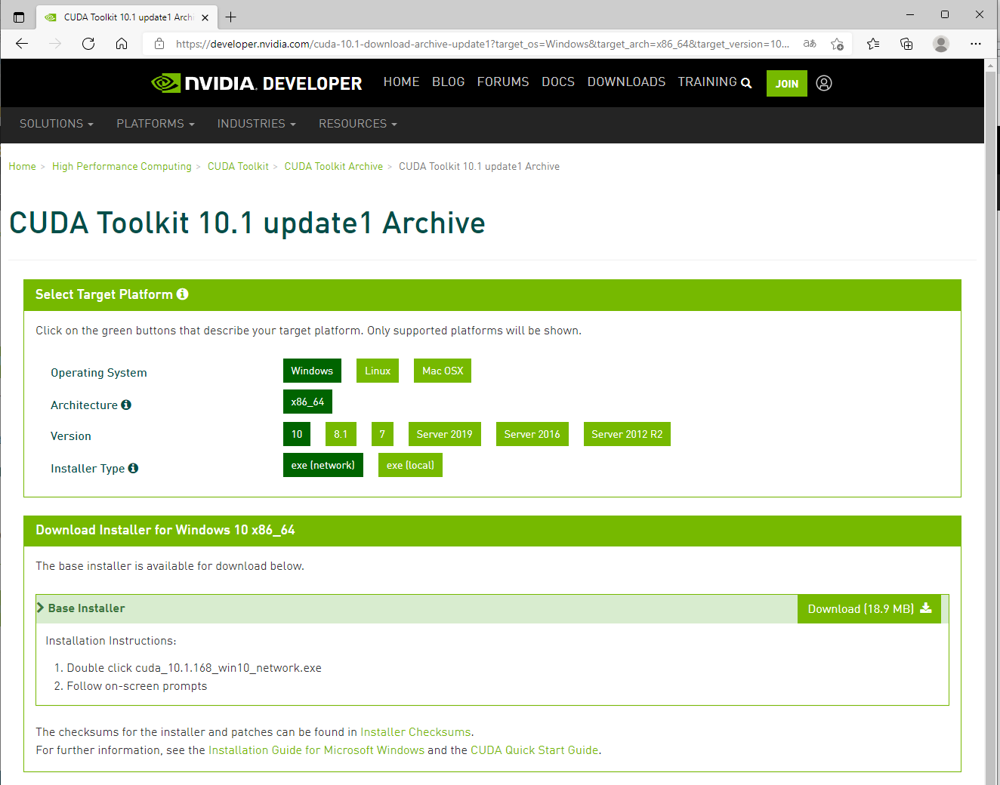 CUDA Toolkit 10.1 update1 Archi
https://developer.nvidia.com/cuda-10.1-download-archive-update1?target_os=Windows&target_arch=x86_64&target_version=10...
NVIDIA. DEVELOPER HOME BLOG FORUMS DOCS DOWNLOADS TRAINING JOIN
SOLUTIONS PLATFORMS INDUSTRIES RESOURCES
Home > High Performance Computing > CUDA Toolkit > CUDA Toolkit Archive > CUDA Toolkit 10.1 update1 Archive
CUDA Toolkit 10.1 update1 Archive
Select Target Platform
Click on the green buttons that describe your target platform. Only supported platforms will be shown.
Operating System Windows Linux Mac OSX
Architecture x86_64
Version 10 8.1 7 Server 2019 Server 2016 Server 2012 R2
Installer Type exe (network) exe (local)
Download Installer for Windows 10 x86_64
The base installer is available for download below.
Base Installer Download (18.9 MB)
Installation Instructions:
1. Double click cuda_10.1.168_win10_network.exe
2. Follow on-screen prompts
The checksums for the installer and patches can be found in Installer Checksums.
For further information, see the Installation Guide for Microsoft Windows and the CUDA Quick Start Guide.